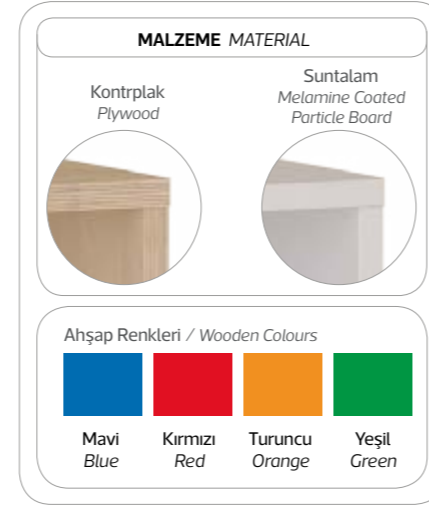 MALZEME MATERIAL
Kontrplak
Plywood
Suntalam
Melamine Coated
Particle Board
Ahşap Renkleri / Wooden Colours
Mavi
Blue
Kırmızı
Red
Turuncu
Orange
Yeşil
Green